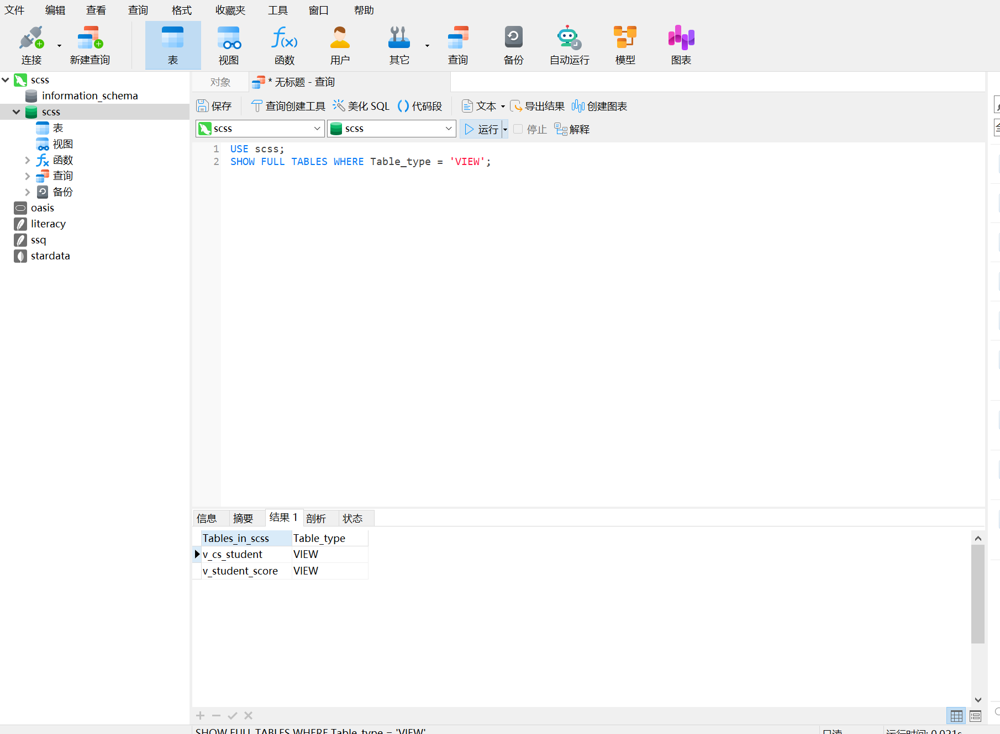 文件 编辑 查看 查询 格式 收藏夹 工具 窗口 帮助
连接 新建查询 表 视图 函数 用户 其它 查询 备份 自动运行 模型 图表
scss
information_schema
scss
表
视图
函数
查询
备份
oasis
literacy
ssq
stardata
对象 * 无标题 - 查询
保存 查询创建工具 美化 SQL 代码段 文本 导出结果 创建图表
scss scss 运行 停止 解释
1 USE scss;
2 SHOW FULL TABLES WHERE Table_type = 'VIEW';
信息 摘要 结果 1 剖析 状态
Tables_in_scss Table_type
v_cs_student VIEW
v_student_score VIEW
SHOW FULL TABLES WHERE Table_type = 'VIEW' 只读 运行时间: 0.021s